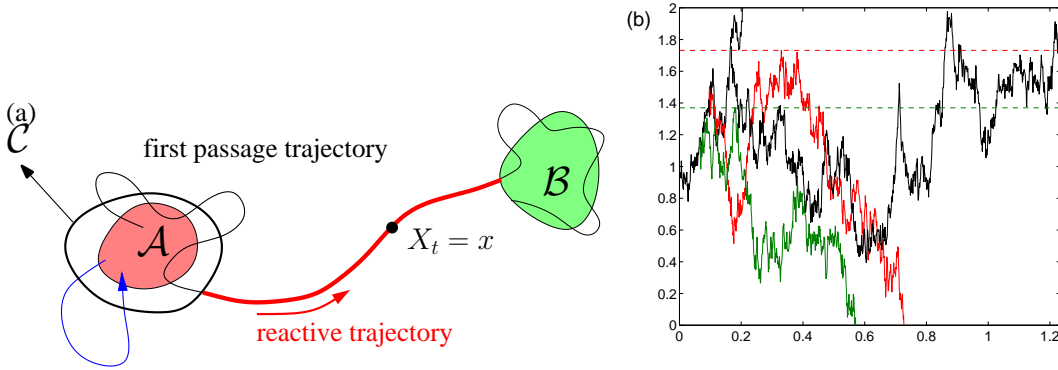 (a)
𝒞
first passage trajectory
𝒜
ℬ
X_t = x
reactive trajectory
(b)
2
1.8
1.6
1.4
1.2
1
0.8
0.6
0.4
0.2
0
0 0.2 0.4 0.6 0.8 1 1.2